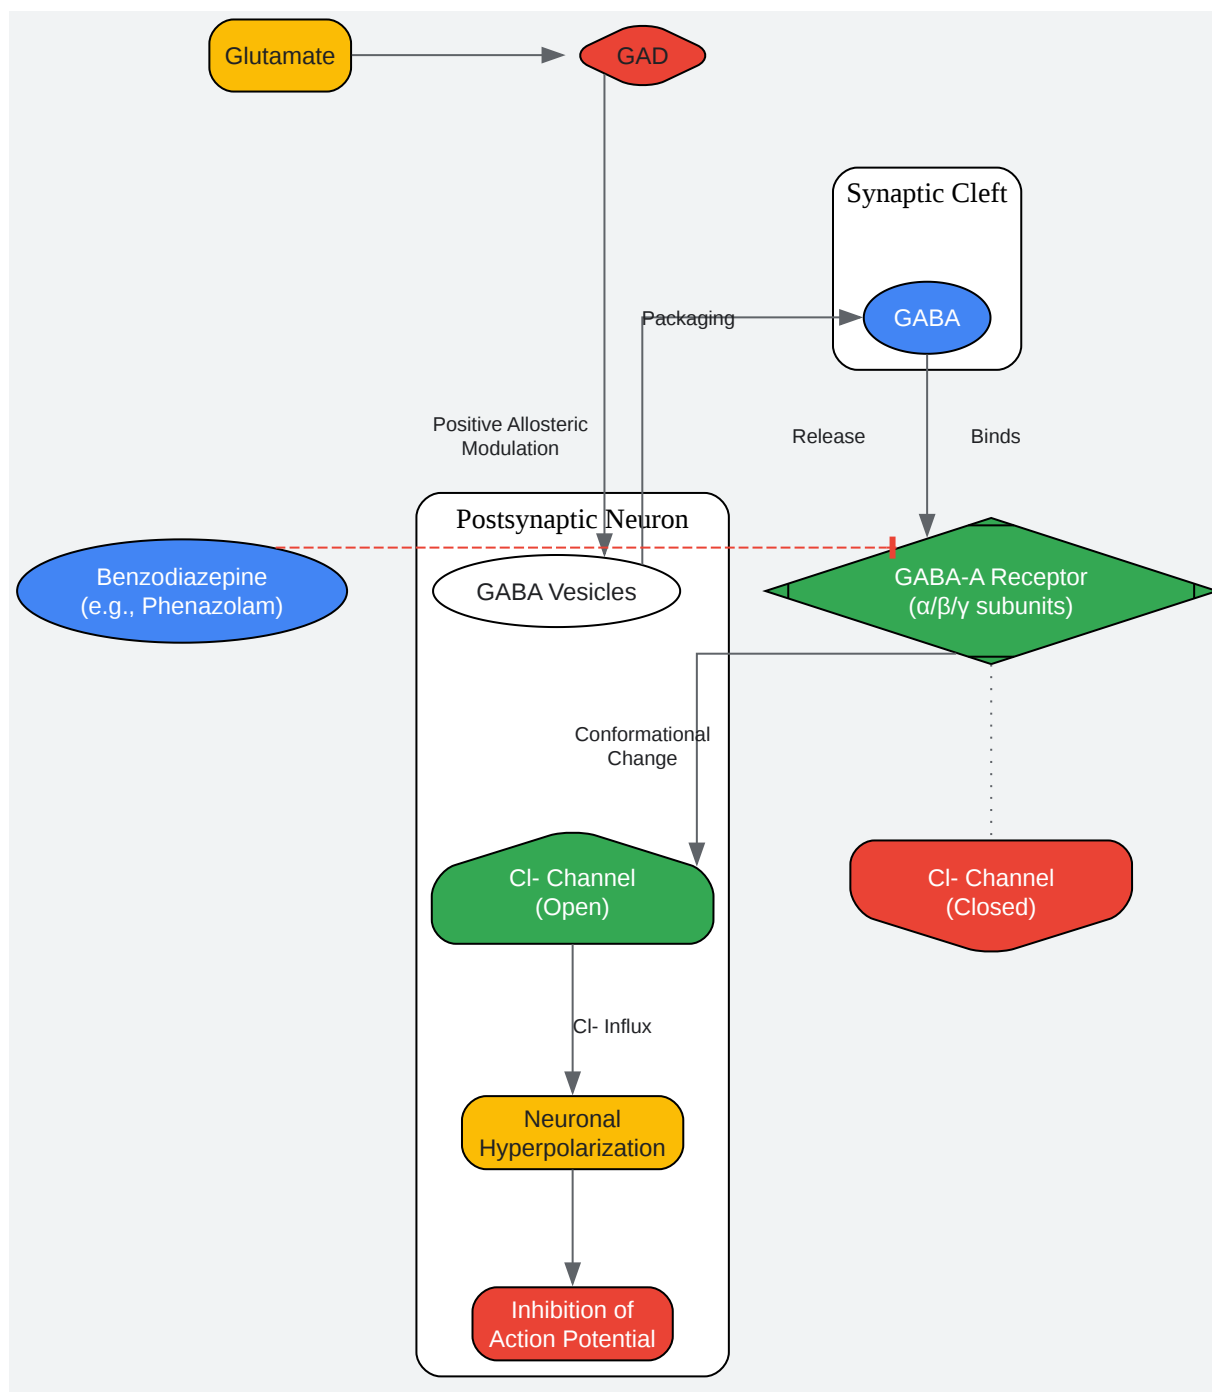 Glutamate
GAD
Synaptic Cleft
GABA
Packaging
Positive Allosteric
Modulation
Release
Binds
Postsynaptic Neuron
Benzodiazepine
(e.g., Phenazolam)
GABA Vesicles
GABA-A Receptor
(α/β/γ subunits)
Conformational
Change
Cl- Channel
(Open)
Cl- Channel
(Closed)
Cl- Influx
Neuronal
Hyperpolarization
Inhibition of
Action Potential